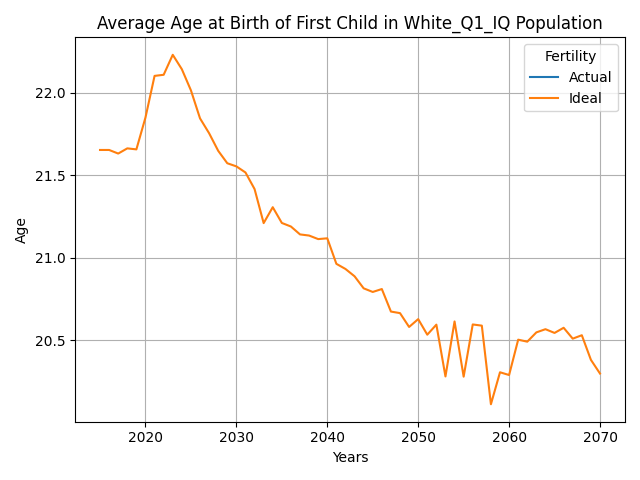 Average Age at Birth of First Child in White_Q1_IQ Population
Fertility
Actual
Ideal
Age
22.0
21.5
21.0
20.5
2020 2030 2040 2050 2060 2070
Years